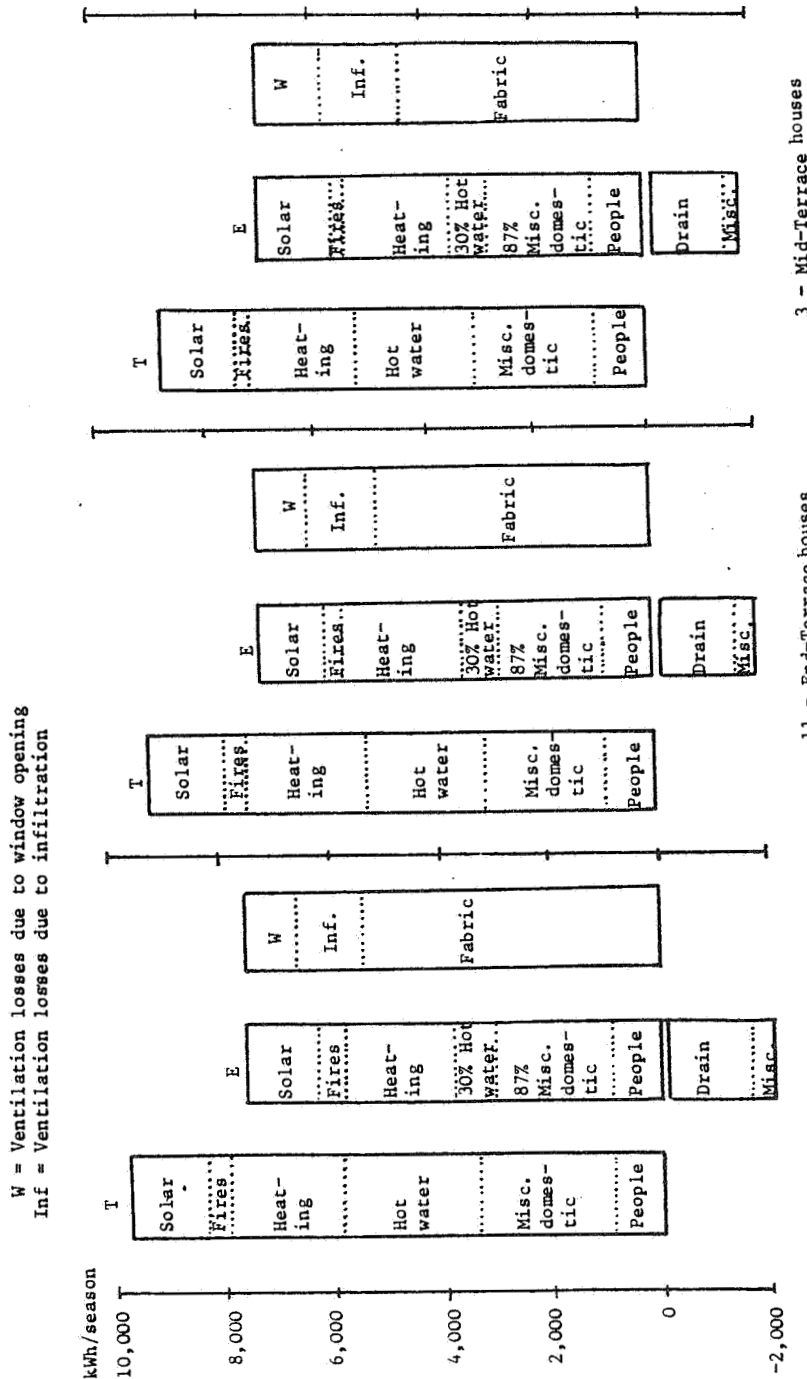 W = Ventilation losses due to window opening
Inf = Ventilation losses due to infiltration
kWh/season
10,000
8,000
6,000
4,000
2,000
0
-2,000
T
Solar
Fires
Heat-
ing
Hot
water
Misc.
domes-
tic
People
E
Solar
Fires
Heat-
ing
30% Hot
water
87%
Misc.
domes-
tic
People
Drain
Misc.
W
Inf.
Fabric
T
Solar
Fires
Heat-
ing
Hot
water
Misc.
domes-
tic
People
E
Solar
Fires
Heat-
ing
30% Hot
water
87%
Misc.
domes-
tic
People
Drain
Misc.
W
Inf.
Fabric
11 - End-Terrace houses
T
Solar
Fires
Heat-
ing
Hot
water
Misc.
domes-
tic
People
E
Solar
Fires
Heat-
ing
30% Hot
water
87%
Misc.
domes-
tic
People
Drain
Misc.
W
Inf.
Fabric
3 - Mid-Terrace houses